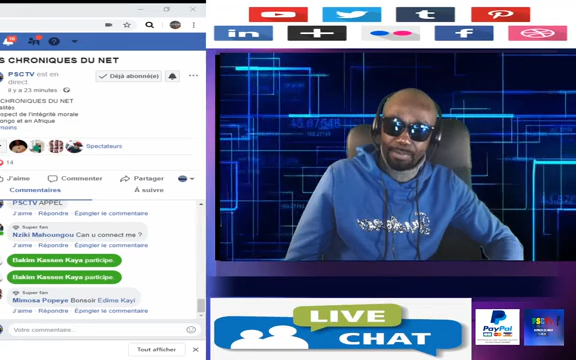 S CHRONIQUES DU NET
PSCTV est en
direct
il y a 23 minutes
Déjà abonné(e)
CHRONIQUES DU NET
alités
spect de l'intégrité morale
ongo et en Afrique
moins
Spectateurs
14
J'aime
Commenter
Partager
Commentaires
À suivre
PSCTV APPEL
J'aime Répondre Épingler le commentaire
Super fan
Nziki Mahoungou Can u connect me ?
J'aime Répondre Épingler le commentaire
Bakim Kassen Kaya participe.
Bakim Kassen Kaya participe.
Super fan
Mimosa Popeye Bonsoir Edime Kayi
J'aime Répondre Épingler le commentaire
Votre commentaire...
Tout afficher
in
t
f
LIVE
CHAT
PayPal